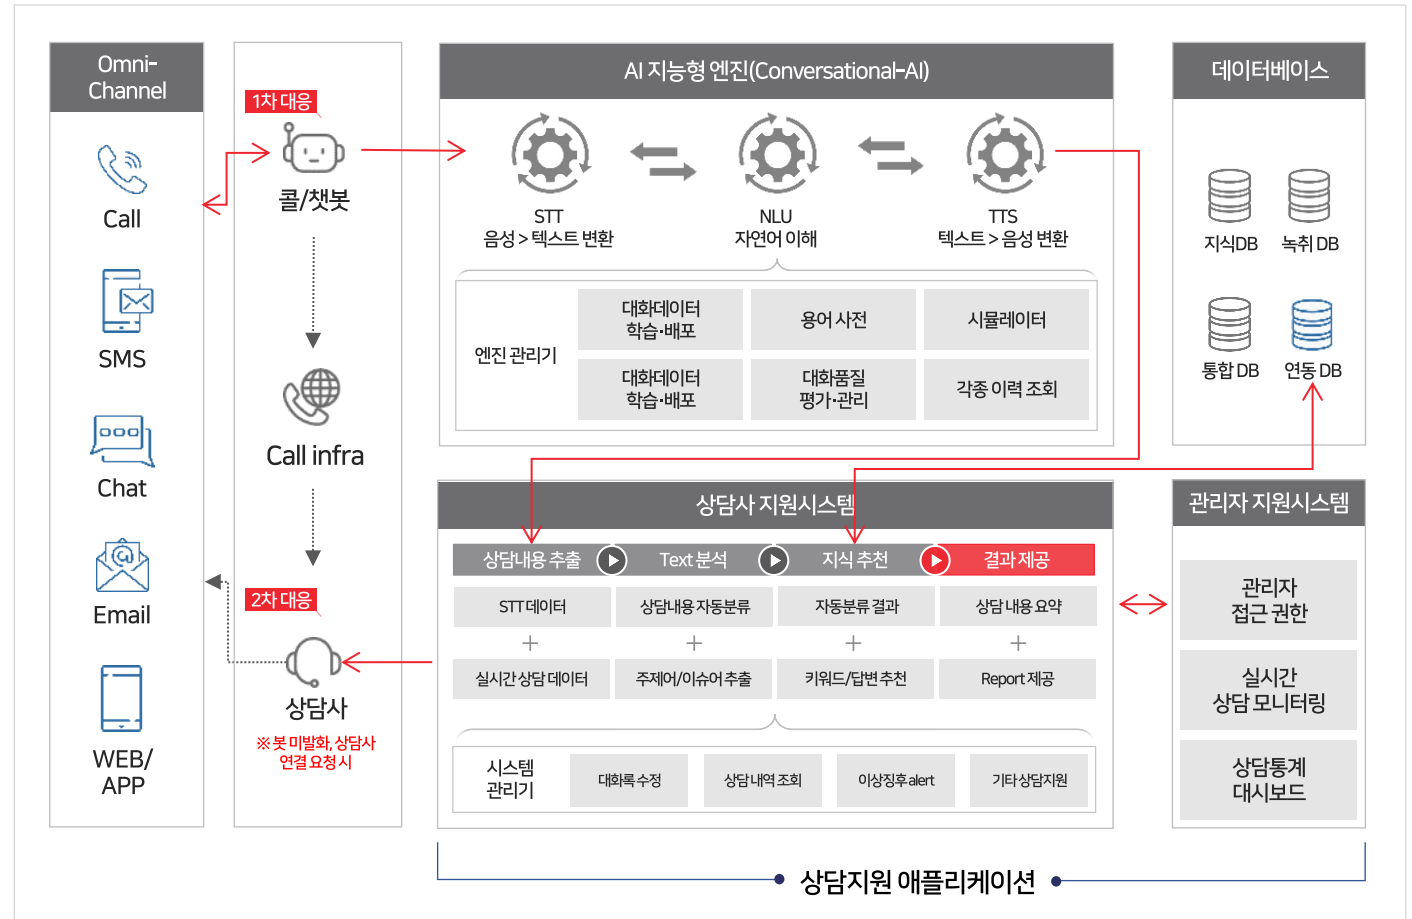 Omni-
Channel
Call
SMS
Chat
Email
WEB/
APP
1차 대응
콜/챗봇
Call infra
2차 대응
상담사
※ 봇 미발화, 상담사
연결 요청 시
AI 지능형 엔진(Conversational-AI)
STT
음성 > 텍스트 변환
NLU
자연어 이해
TTS
텍스트 > 음성 변환
엔진 관리기
대화데이터
학습·배포
용어 사전
시뮬레이터
대화데이터
학습·배포
대화품질
평가·관리
각종 이력 조회
데이터베이스
지식DB
녹취 DB
통합 DB
연동 DB
상담사 지원시스템
상담내용 추출
Text 분석
지식 추천
결과 제공
STT 데이터
상담내용 자동분류
자동분류 결과
상담 내용 요약
+
+
+
+
실시간 상담 데이터
주제어/이슈어 추출
키워드/답변 추천
Report 제공
시스템
관리기
대화록 수정
상담 내역 조회
이상징후 alert
기타 상담지원
관리자 지원시스템
관리자
접근 권한
실시간
상담 모니터링
상담통계
대시보드
상담지원 애플리케이션